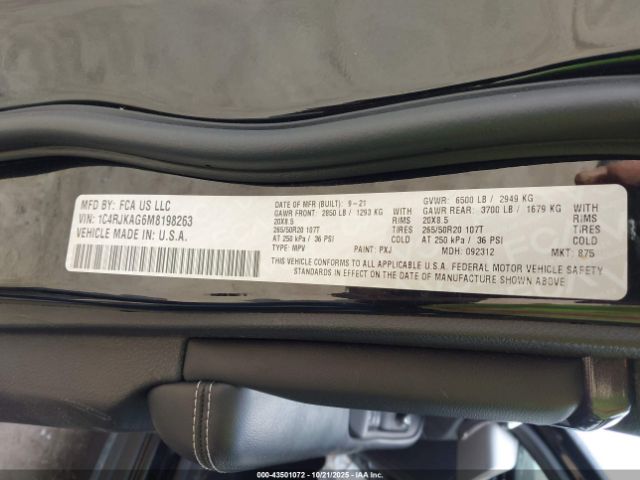 MFD BY: FCA US LLC
VIN: 1C4RJKAG6M8198263
VEHICLE MADE IN: U.S.A.
DATE OF MFR (BUILT): 9-21
GAWR FRONT: 2850 LB / 1293 KG
20X8.5 RIMS
265/50R20 107T TIRES
AT 250 kPa / 36 PSI COLD
TYPE: MPV PAINT: PXJ
GVWR: 6500 LB / 2949 KG
GAWR REAR: 3700 LB / 1679 KG
20X8.5 RIMS
265/50R20 107T TIRES
AT 250 kPa / 36 PSI COLD
MDH: 092312 MKT: 875
THIS VEHICLE CONFORMS TO ALL APPLICABLE U.S.A. FEDERAL MOTOR VEHICLE SAFETY
STANDARDS IN EFFECT ON THE DATE OF MANUFACTURE SHOWN ABOVE
000-43501072 - 10/21/2025 - IAAI.COM